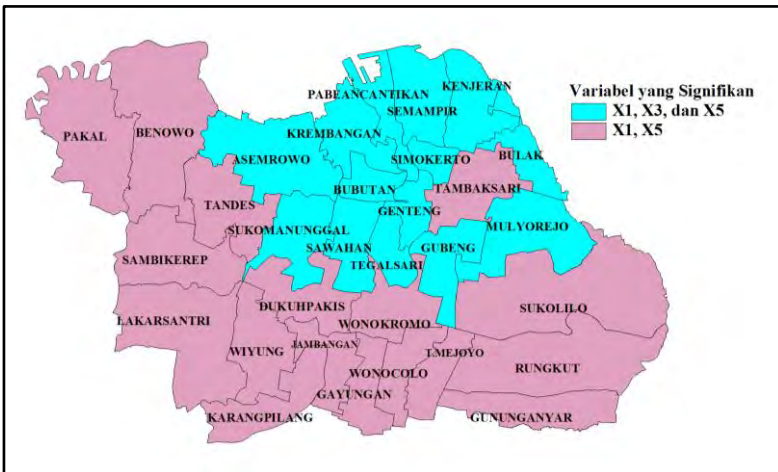 Variabel yang Signifikan
X1, X3, dan X5
X1, X5
PABEANCANTIKAN
KENJERAN
SEMAMPIR
PAKAL
BENOWO
KREMBANGAN
ASEMROWO
SIMOKERTO
BULAK
BUBUTAN
TAMBAKSARI
TANDES
GENTENG
SUKOMANUNGGAL
MULYOREJO
SAWAHAN
GUBENG
SAMBIKEREP
TEGALSARI
DUKUHPAKIS
SUKOLILO
LAKARSANTRI
WONOKROMO
JAMBANGAN
WIYUNG
T.MEJOYO
WONOCOLO
RUNGKUT
GAYUNGAN
KARANGPILANG
GUNUNGANYAR